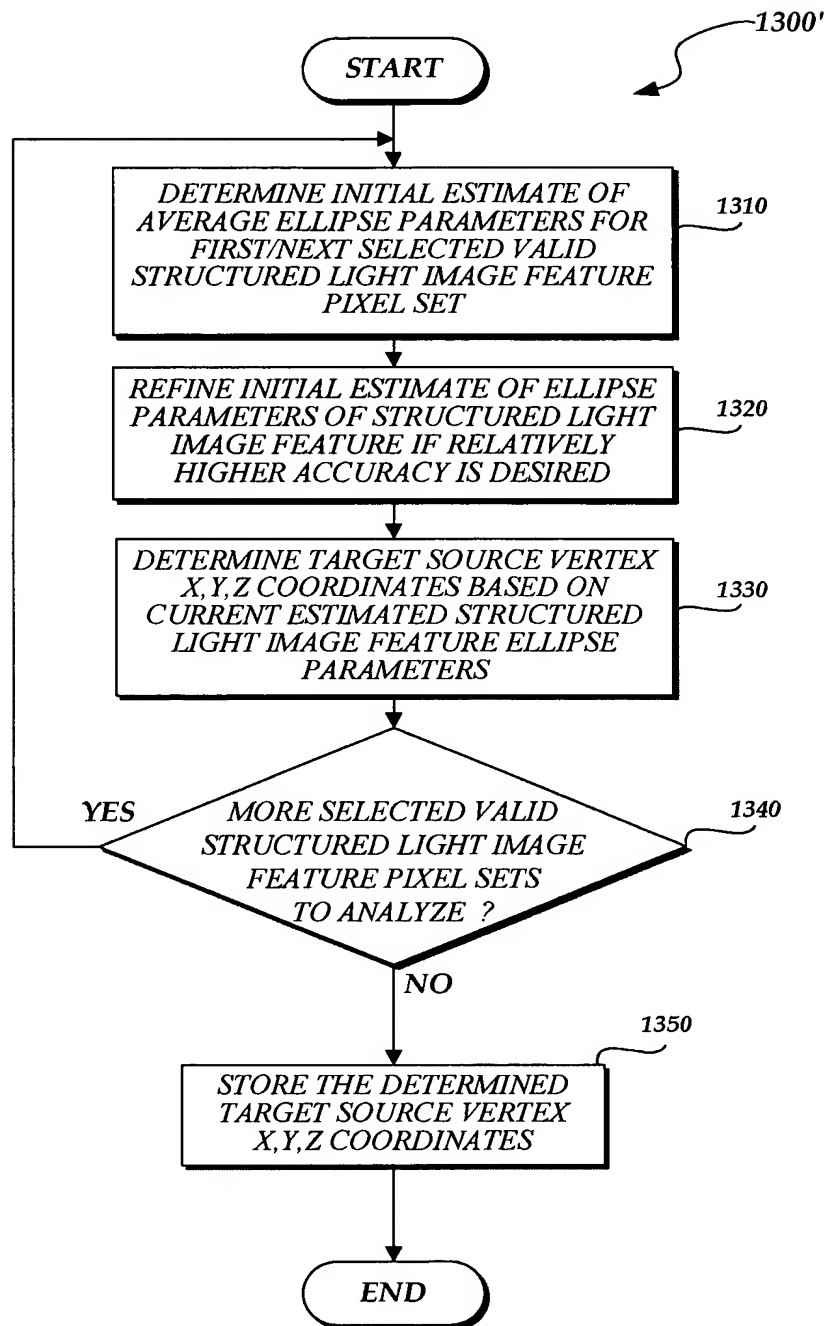 1300'
START
DETERMINE INITIAL ESTIMATE OF
AVERAGE ELLIPSE PARAMETERS FOR
FIRST/NEXT SELECTED VALID
STRUCTURED LIGHT IMAGE FEATURE
PIXEL SET
1310
REFINE INITIAL ESTIMATE OF ELLIPSE
PARAMETERS OF STRUCTURED LIGHT
IMAGE FEATURE IF RELATIVELY
HIGHER ACCURACY IS DESIRED
1320
DETERMINE TARGET SOURCE VERTEX
X,Y,Z COORDINATES BASED ON
CURRENT ESTIMATED STRUCTURED
LIGHT IMAGE FEATURE ELLIPSE
PARAMETERS
1330
YES
MORE SELECTED VALID
STRUCTURED LIGHT IMAGE
FEATURE PIXEL SETS
TO ANALYZE ?
1340
NO
1350
STORE THE DETERMINED
TARGET SOURCE VERTEX
X,Y,Z COORDINATES
END